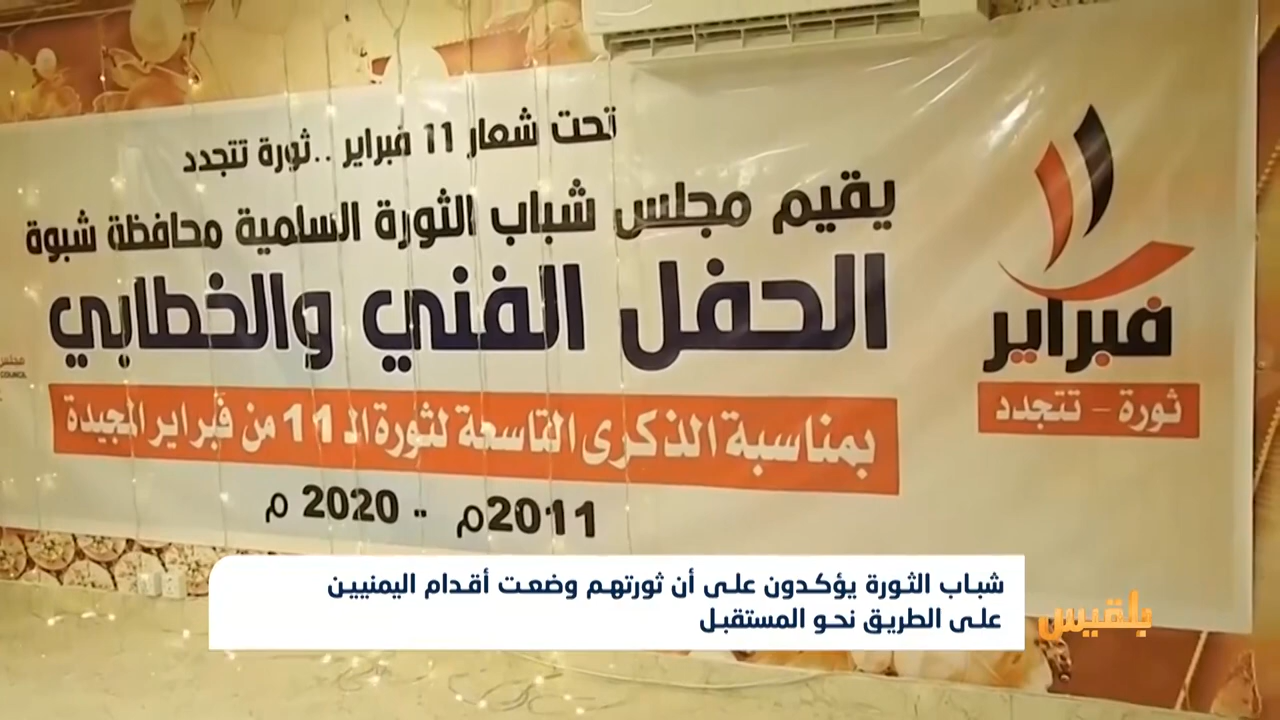 تحت شعار 11 فبراير ..ثورة تتجدد
يقيم مجلس شباب الثورة السلمية محافظة شبوة
الحفل الفني والخطابي
بمناسبة الذكرى التاسعة لثورة الـ 11 من فبراير المجيدة
2011م - 2020 م
11
فبراير
ثورة - تتجدد
مجلس
COUNCIL
شباب الثورة يؤكدون على أن ثورتهم وضعت أقدام اليمنيين
على الطريق نحو المستقبل
بلقيس